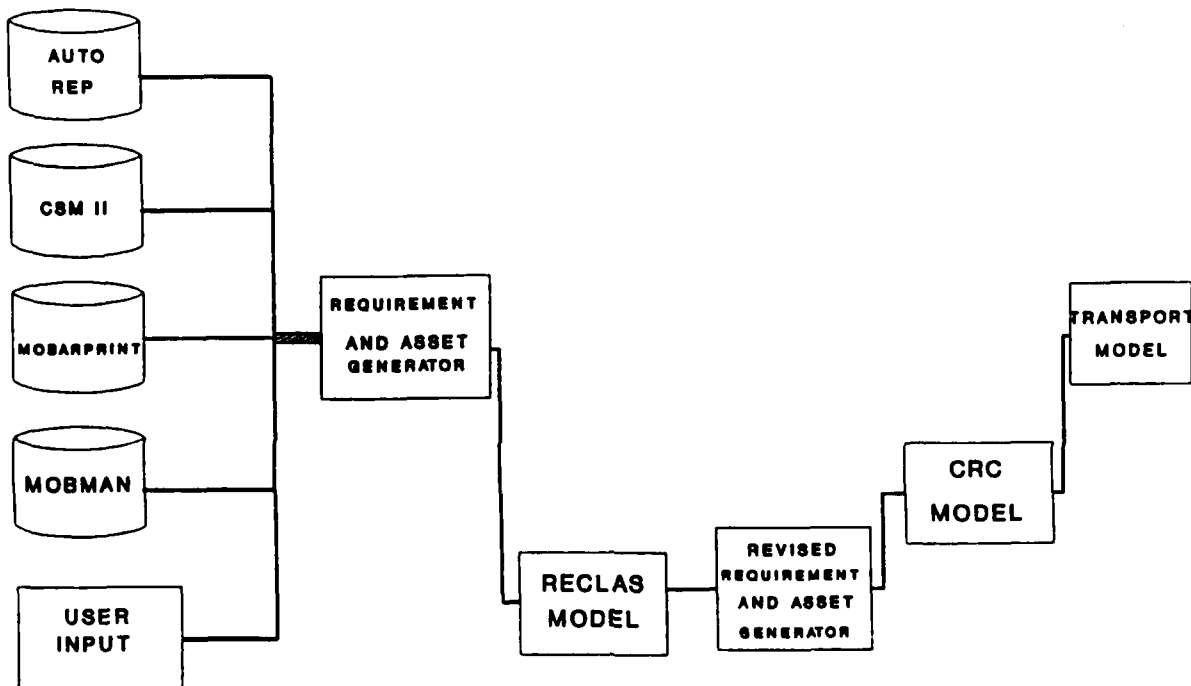 AUTO
REP
CSM II
MOBARPRINT
MOBMAN
USER
INPUT
REQUIREMENT
AND ASSET
GENERATOR
RECLAS
MODEL
REVISED
REQUIREMENT
AND ASSET
GENERATOR
CRC
MODEL
TRANSPORT
MODEL